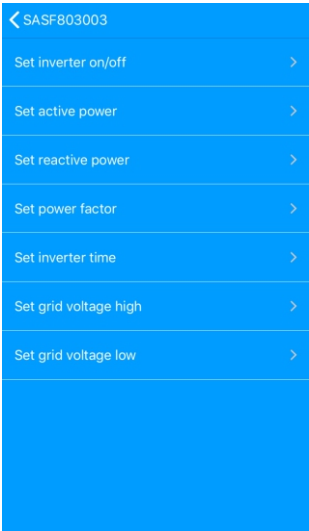 SASF803003
Set inverter on/off
Set active power
Set reactive power
Set power factor
Set inverter time
Set grid voltage high
Set grid voltage low